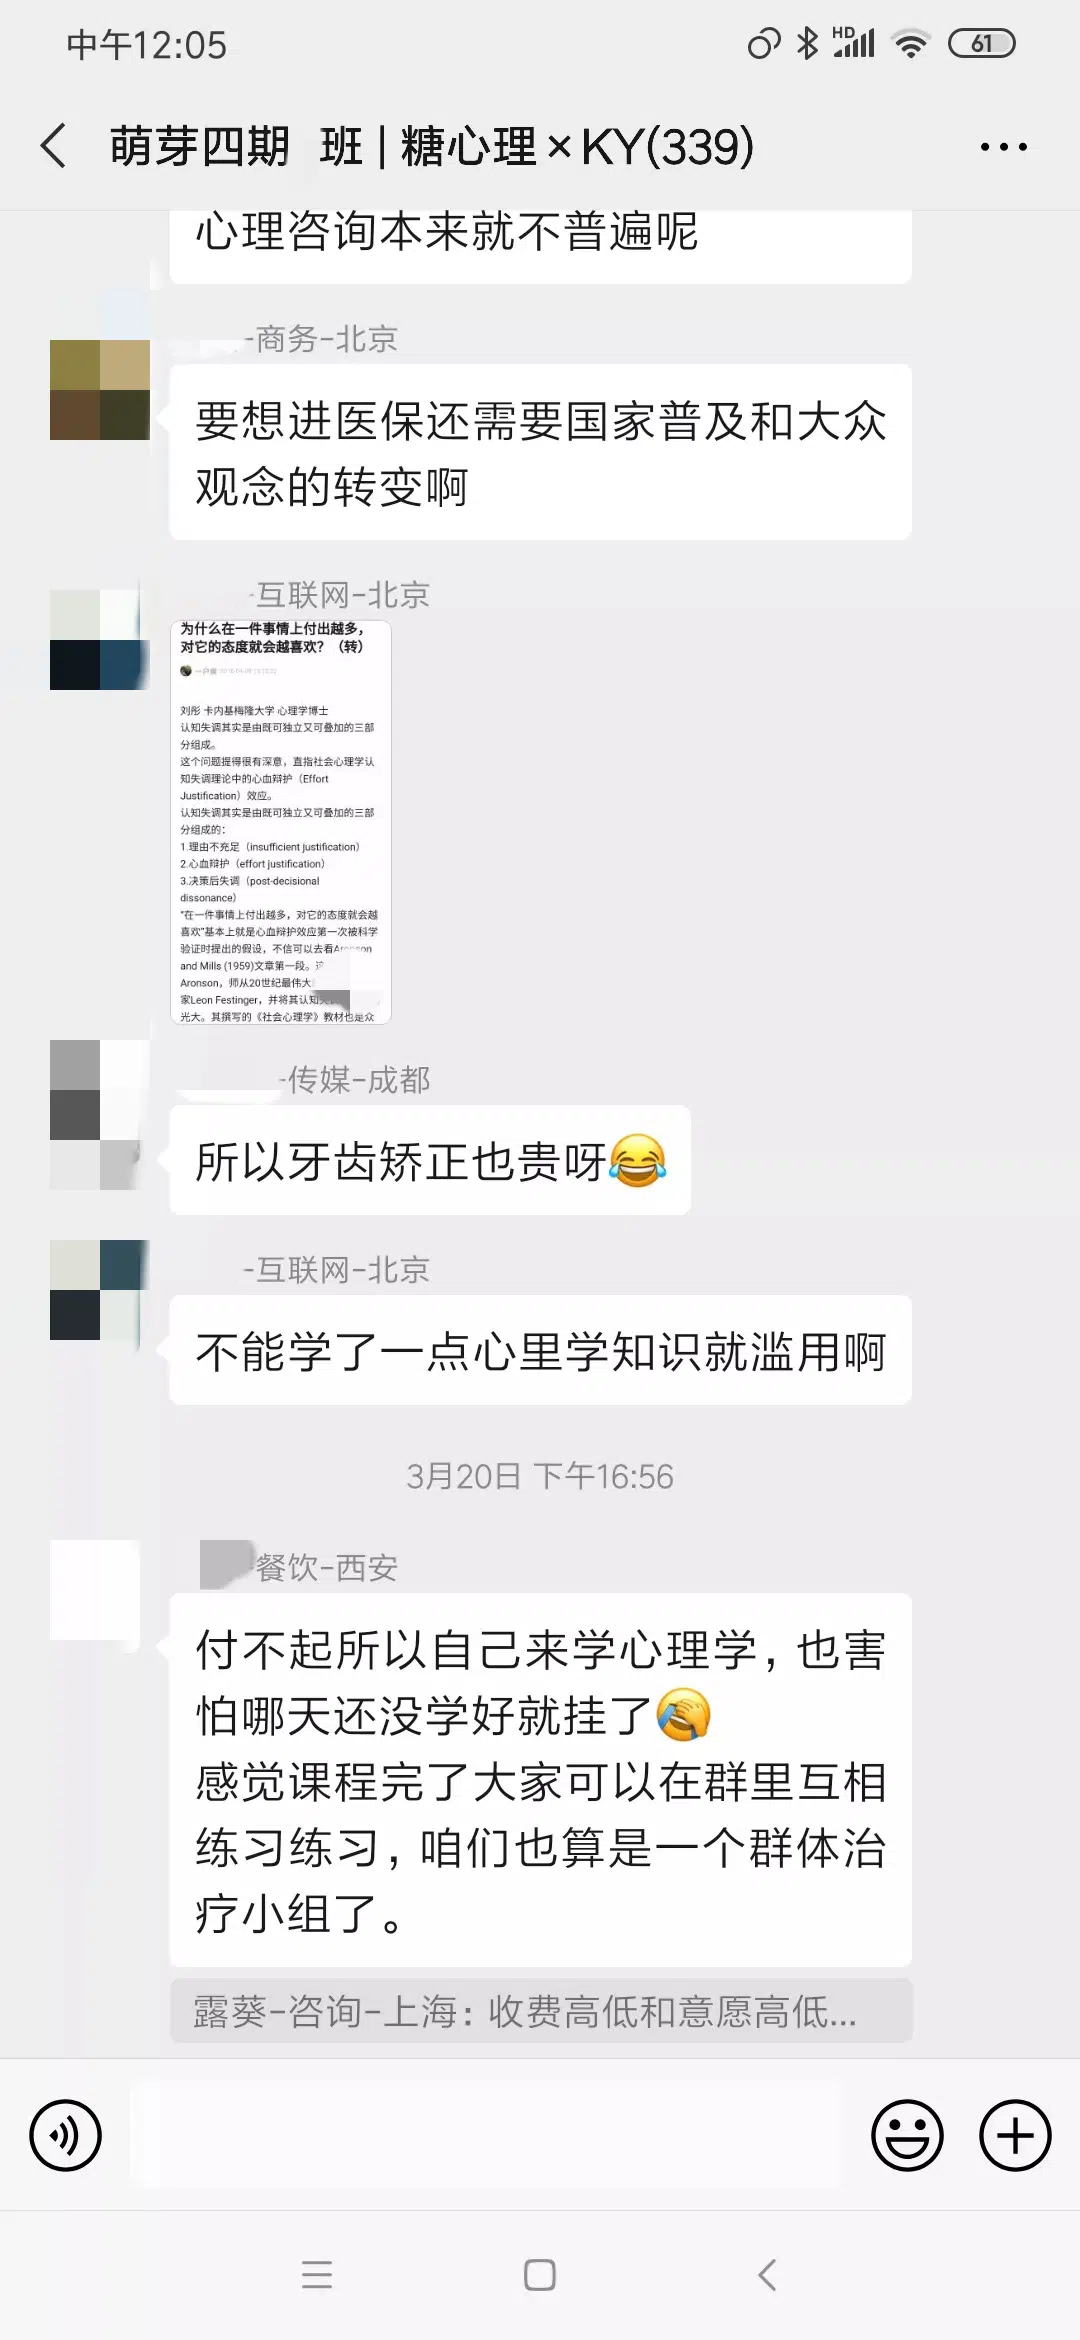 中午12:05
HD
61
萌芽四期 班 | 糖心理×KY(339)
心理咨询本来就不普遍呢
-商务-北京
要想进医保还需要国家普及和大众
观念的转变啊
-互联网-北京
为什么在一件事情上付出越多,
对它的态度就会越喜欢?(转)
刘彤 卡内基梅隆大学 心理学博士
认知失调其实是由既可独立又可叠加的三部
分组成。
这个问题提得很有深意,直指社会心理学认
知失调理论中的心血辩护(Effort
Justification)效应。
认知失调其实是由既可独立又可叠加的三部
分组成的:
1.理由不充足(insufficient justification)
2.心血辩护(effort justification)
3.决策后失调(post-decisional
dissonance)
"在一件事情上付出越多,对它的态度就会越
喜欢"基本上就是心血辩护效应第一次被科学
验证时提出的假设,不信可以去看Aronson
and Mills (1959)文章第一段。
Aronson,师从20世纪最伟大
家Leon Festinger,并将其认知
光大。其撰写的《社会心理学》教材也是众
-传媒-成都
所以牙齿矫正也贵呀😂
-互联网-北京
不能学了一点心里学知识就滥用啊
3月20日 下午16:56
餐饮-西安
付不起所以自己来学心理学,也害
怕哪天还没学好就挂了🤦
感觉课程完了大家可以在群里互相
练习练习,咱们也算是一个群体治
疗小组了。
露葵-咨询-上海:收费高低和意愿高低...